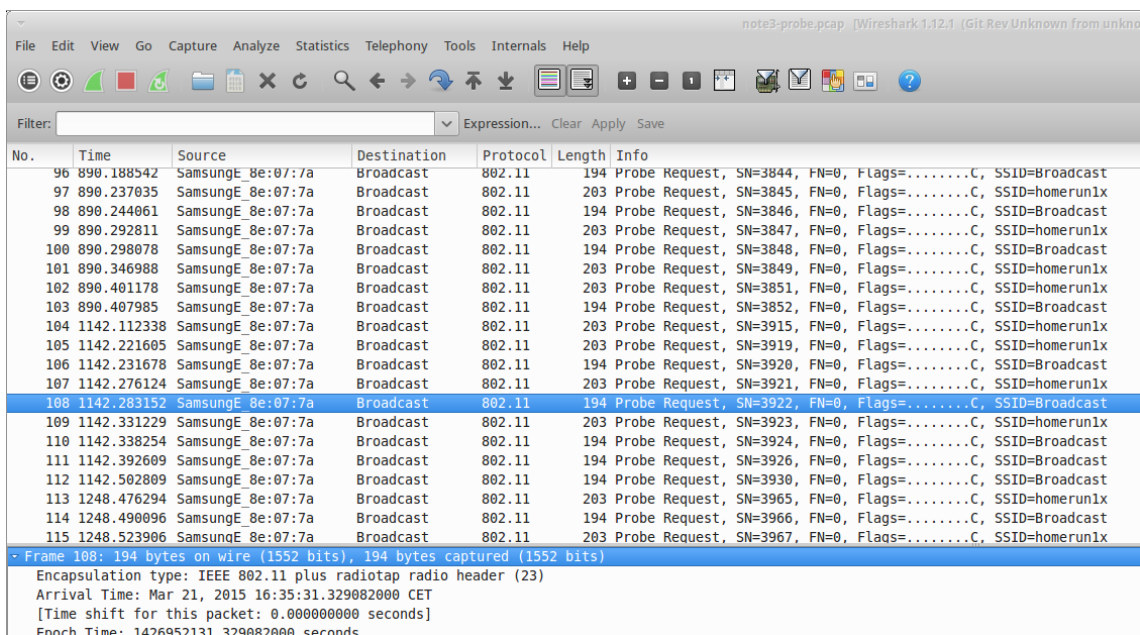 note3-probe.pcap [Wireshark 1.12.1 (Git Rev Unknown from unkno
File Edit View Go Capture Analyze Statistics Telephony Tools Internals Help
Filter: Expression... Clear Apply Save
No. Time Source Destination Protocol Length Info
96 890.188542 SamsungE_8e:07:7a Broadcast 802.11 194 Probe Request, SN=3844, FN=0, Flags=........C, SSID=Broadcast
97 890.237035 SamsungE_8e:07:7a Broadcast 802.11 203 Probe Request, SN=3845, FN=0, Flags=........C, SSID=homerun1x
98 890.244061 SamsungE_8e:07:7a Broadcast 802.11 194 Probe Request, SN=3846, FN=0, Flags=........C, SSID=Broadcast
99 890.292811 SamsungE_8e:07:7a Broadcast 802.11 203 Probe Request, SN=3847, FN=0, Flags=........C, SSID=homerun1x
100 890.298078 SamsungE_8e:07:7a Broadcast 802.11 194 Probe Request, SN=3848, FN=0, Flags=........C, SSID=Broadcast
101 890.346988 SamsungE_8e:07:7a Broadcast 802.11 203 Probe Request, SN=3849, FN=0, Flags=........C, SSID=homerun1x
102 890.401178 SamsungE_8e:07:7a Broadcast 802.11 203 Probe Request, SN=3851, FN=0, Flags=........C, SSID=homerun1x
103 890.407985 SamsungE_8e:07:7a Broadcast 802.11 194 Probe Request, SN=3852, FN=0, Flags=........C, SSID=Broadcast
104 1142.112338 SamsungE_8e:07:7a Broadcast 802.11 203 Probe Request, SN=3915, FN=0, Flags=........C, SSID=homerun1x
105 1142.221605 SamsungE_8e:07:7a Broadcast 802.11 203 Probe Request, SN=3919, FN=0, Flags=........C, SSID=homerun1x
106 1142.231678 SamsungE_8e:07:7a Broadcast 802.11 194 Probe Request, SN=3920, FN=0, Flags=........C, SSID=Broadcast
107 1142.276124 SamsungE_8e:07:7a Broadcast 802.11 203 Probe Request, SN=3921, FN=0, Flags=........C, SSID=homerun1x
108 1142.283152 SamsungE_8e:07:7a Broadcast 802.11 194 Probe Request, SN=3922, FN=0, Flags=........C, SSID=Broadcast
109 1142.331229 SamsungE_8e:07:7a Broadcast 802.11 203 Probe Request, SN=3923, FN=0, Flags=........C, SSID=homerun1x
110 1142.338254 SamsungE_8e:07:7a Broadcast 802.11 194 Probe Request, SN=3924, FN=0, Flags=........C, SSID=Broadcast
111 1142.392609 SamsungE_8e:07:7a Broadcast 802.11 194 Probe Request, SN=3926, FN=0, Flags=........C, SSID=Broadcast
112 1142.502809 SamsungE_8e:07:7a Broadcast 802.11 194 Probe Request, SN=3930, FN=0, Flags=........C, SSID=Broadcast
113 1248.476294 SamsungE_8e:07:7a Broadcast 802.11 203 Probe Request, SN=3965, FN=0, Flags=........C, SSID=homerun1x
114 1248.490096 SamsungE_8e:07:7a Broadcast 802.11 194 Probe Request, SN=3966, FN=0, Flags=........C, SSID=Broadcast
115 1248.523906 SamsungE_8e:07:7a Broadcast 802.11 203 Probe Request, SN=3967, FN=0, Flags=........C, SSID=homerun1x
Frame 108: 194 bytes on wire (1552 bits), 194 bytes captured (1552 bits)
Encapsulation type: IEEE 802.11 plus radiotap radio header (23)
Arrival Time: Mar 21, 2015 16:35:31.329082000 CET
[Time shift for this packet: 0.000000000 seconds]
Epoch Time: 1426952131.329082000 seconds